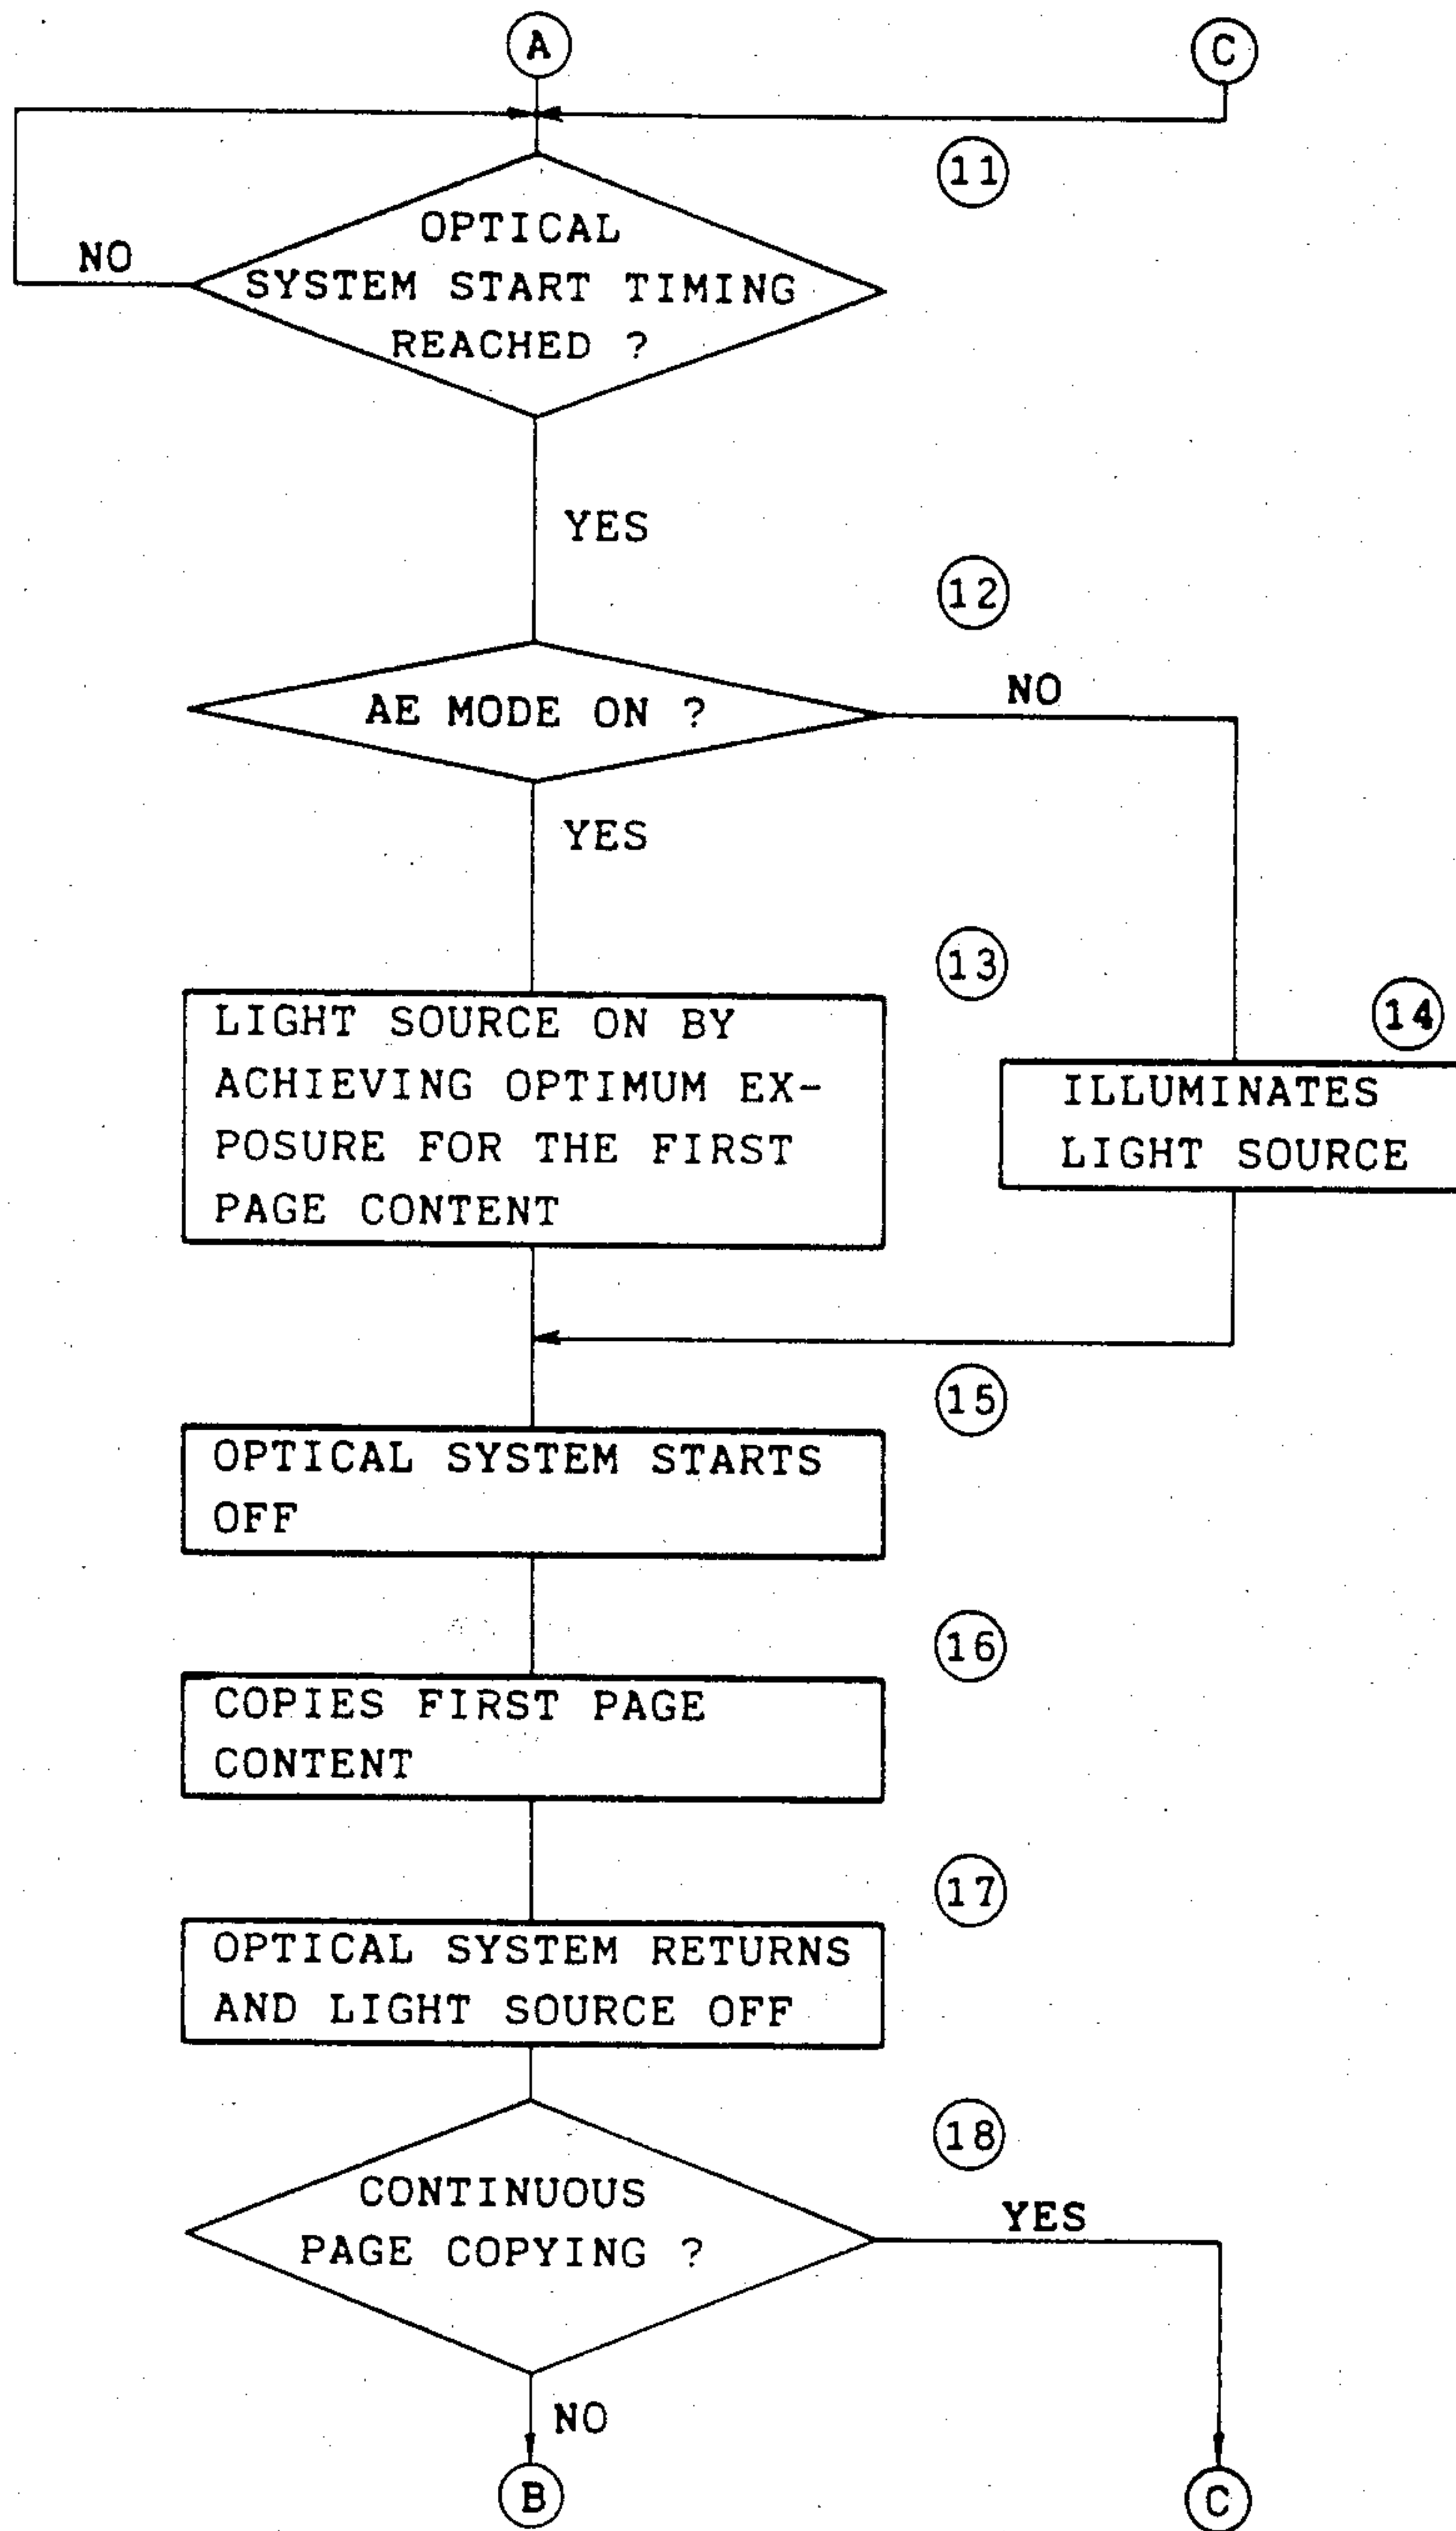 A
C
11
OPTICAL
SYSTEM START TIMING
REACHED ?
NO
YES
12
AE MODE ON ?
NO
YES
13
LIGHT SOURCE ON BY
ACHIEVING OPTIMUM EX-
POSURE FOR THE FIRST
PAGE CONTENT
14
ILLUMINATES
LIGHT SOURCE
15
OPTICAL SYSTEM STARTS
OFF
16
COPIES FIRST PAGE
CONTENT
17
OPTICAL SYSTEM RETURNS
AND LIGHT SOURCE OFF
18
CONTINUOUS
PAGE COPYING ?
YES
NO
B
C